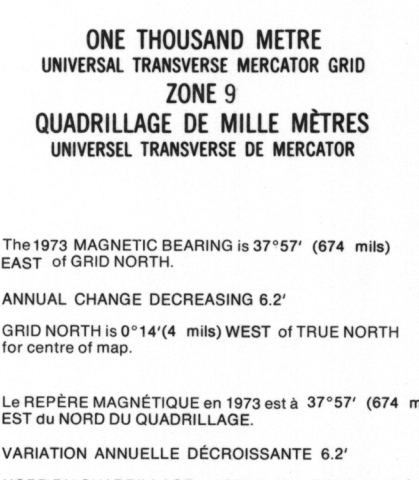 ONE THOUSAND METRE
UNIVERSAL TRANSVERSE MERCATOR GRID
ZONE 9
QUADRILLAGE DE MILLE MÈTRES
UNIVERSEL TRANSVERSE DE MERCATOR
The 1973 MAGNETIC BEARING is 37°57' (674 mils)
EAST of GRID NORTH.
ANNUAL CHANGE DECREASING 6.2'
GRID NORTH is 0°14'(4 mils) WEST of TRUE NORTH
for centre of map.
Le REPÈRE MAGNÉTIQUE en 1973 est à 37°57' (674 m
EST du NORD DU QUADRILLAGE.
VARIATION ANNUELLE DÉCROISSANTE 6.2'